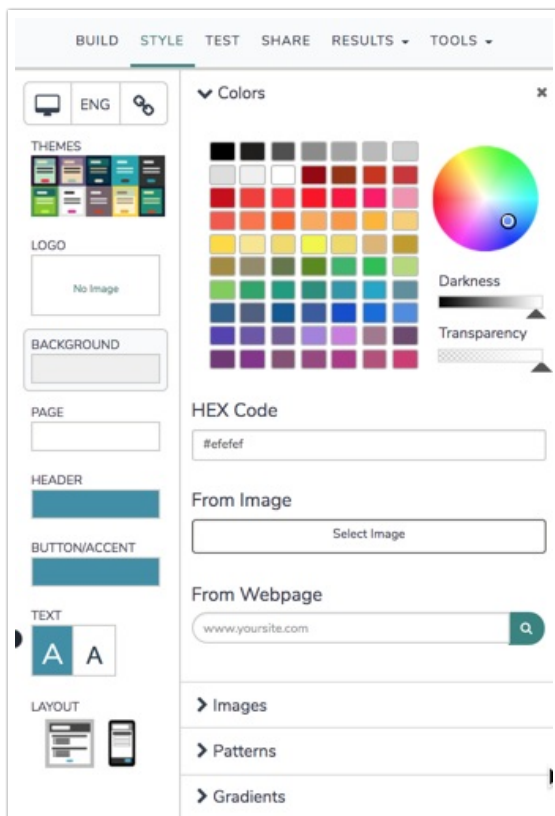 BUILD STYLE TEST SHARE RESULTS TOOLS
ENG
THEMES
LOGO
No Image
BACKGROUND
PAGE
HEADER
BUTTON/ACCENT
TEXT
A A
LAYOUT
Colors
Darkness
Transparency
HEX Code
#efefef
From Image
Select Image
From Webpage
www.yoursite.com
Images
Patterns
Gradients